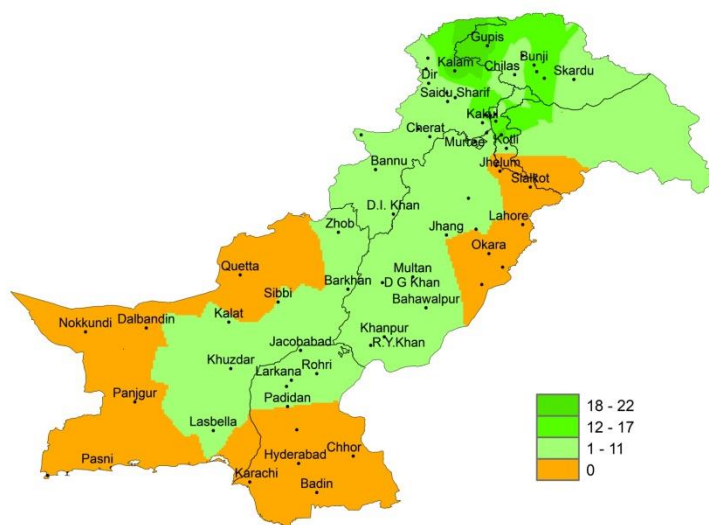 Gupis
Kalam
Chilas
Bunji
Skardu
Dir
Saidu Sharif
Kakul
Cherat
Murree
Kotli
Bannu
Jhelum
Sialkot
D.I. Khan
Lahore
Zhob
Jhang
Okara
Quetta
Multan
Barkhan
D G Khan
Sibbi
Bahawalpur
Kalat
Nokkundi
Dalbandin
Khanpur
R.Y.Khan
Jacobabad
Khuzdar
Rohri
Larkana
Panjgur
Padidan
Lasbella
Pasni
Hyderabad
Chhor
Karachi
Badin
18 - 22
12 - 17
1 - 11
0